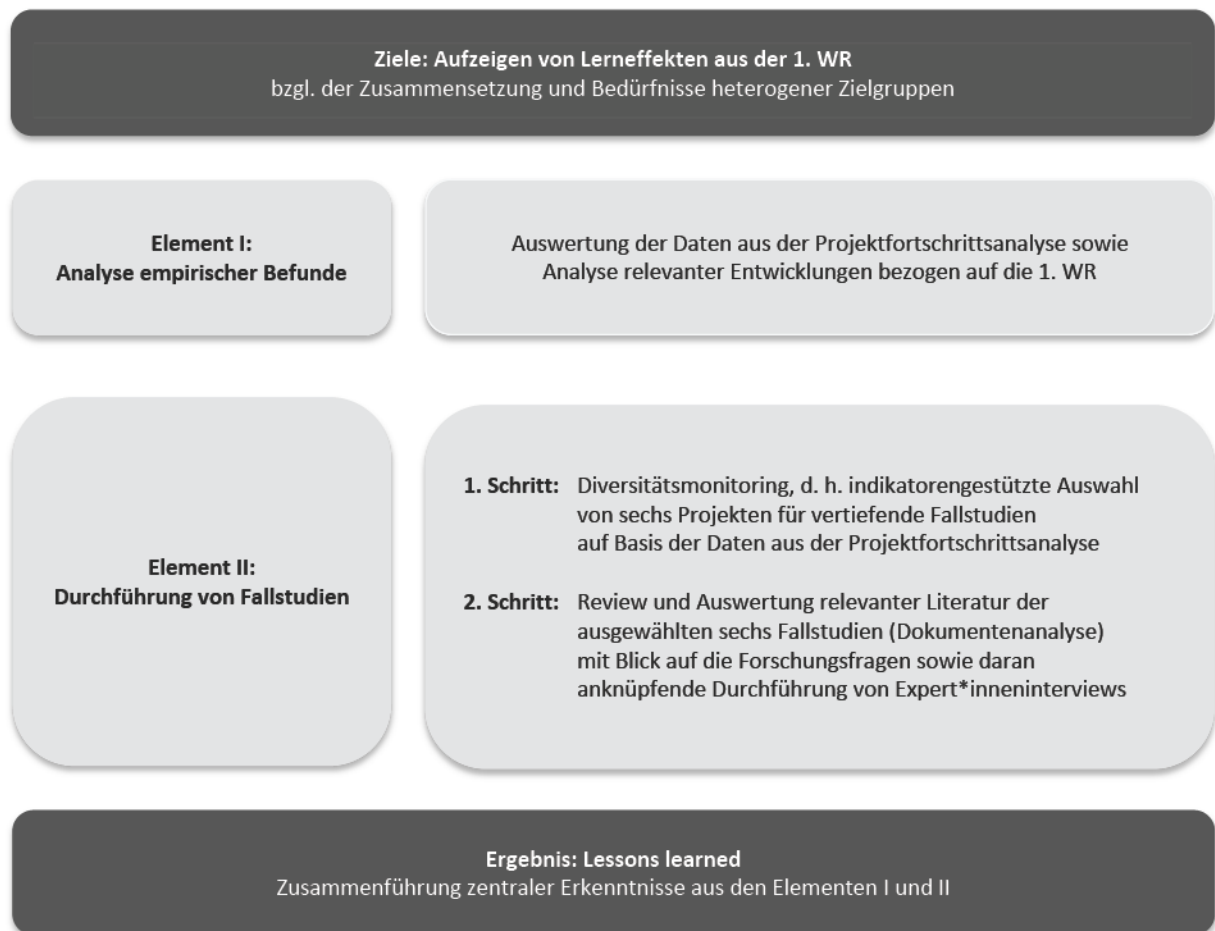 Ziele: Aufzeigen von Lerneffekten aus der 1. WR
bzgl. der Zusammensetzung und Bedürfnisse heterogener Zielgruppen
Element I:
Analyse empirischer Befunde
Auswertung der Daten aus der Projektfortschrittsanalyse sowie
Analyse relevanter Entwicklungen bezogen auf die 1. WR
Element II:
Durchführung von Fallstudien
1. Schritt: Diversitätsmonitoring, d. h. indikatorengestützte Auswahl
von sechs Projekten für vertiefende Fallstudien
auf Basis der Daten aus der Projektfortschrittsanalyse
2. Schritt: Review und Auswertung relevanter Literatur der
ausgewählten sechs Fallstudien (Dokumentenanalyse)
mit Blick auf die Forschungsfragen sowie daran
anknüpfende Durchführung von Expert*inneninterviews
Ergebnis: Lessons learned
Zusammenführung zentraler Erkenntnisse aus den Elementen I und II